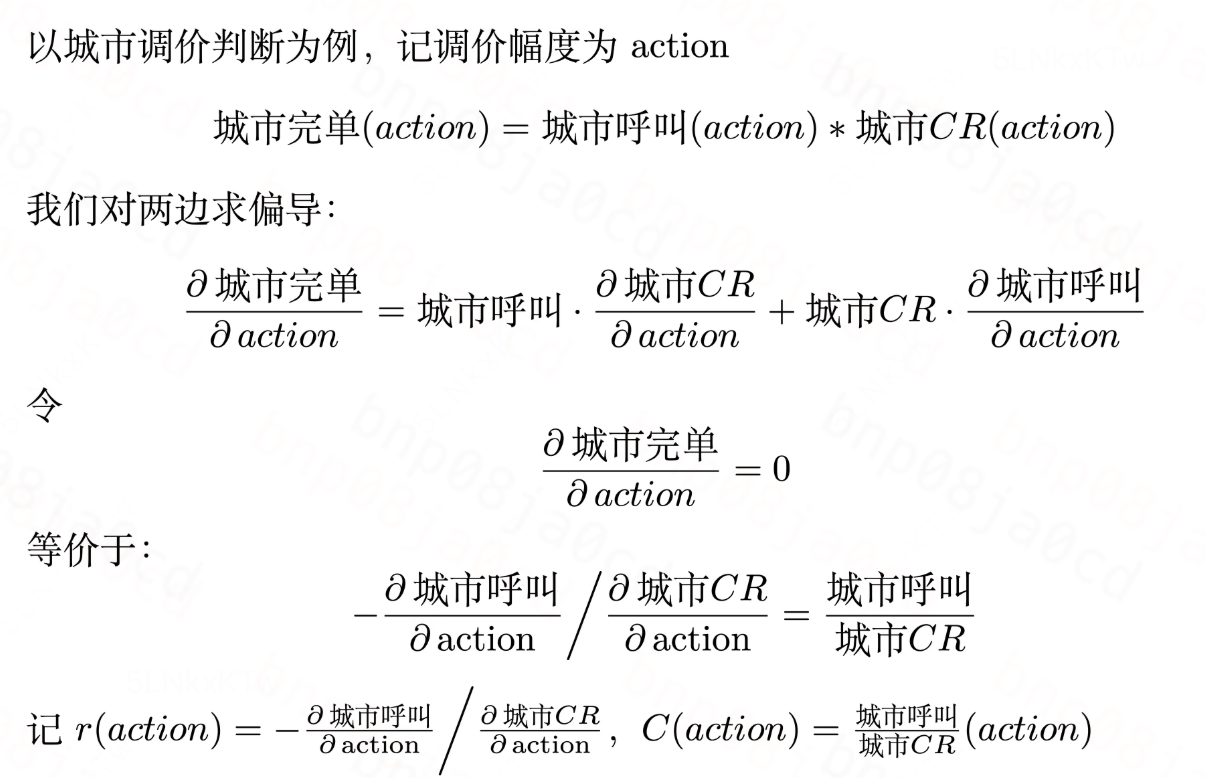 以城市调价判断为例，记调价幅度为 action
城市完单(action) = 城市呼叫(action) * 城市CR(action)
我们对两边求偏导：
∂ 城市完单 / ∂ action = 城市呼叫 · ∂ 城市CR / ∂ action + 城市CR · ∂ 城市呼叫 / ∂ action
令
∂ 城市完单 / ∂ action = 0
等价于：
− ∂ 城市呼叫 / ∂ action / ∂ 城市CR / ∂ action = 城市呼叫 / 城市CR
记 r(action) = − ∂ 城市呼叫 / ∂ action / ∂ 城市CR / ∂ action ，C(action) = 城市呼叫 / 城市CR (action)